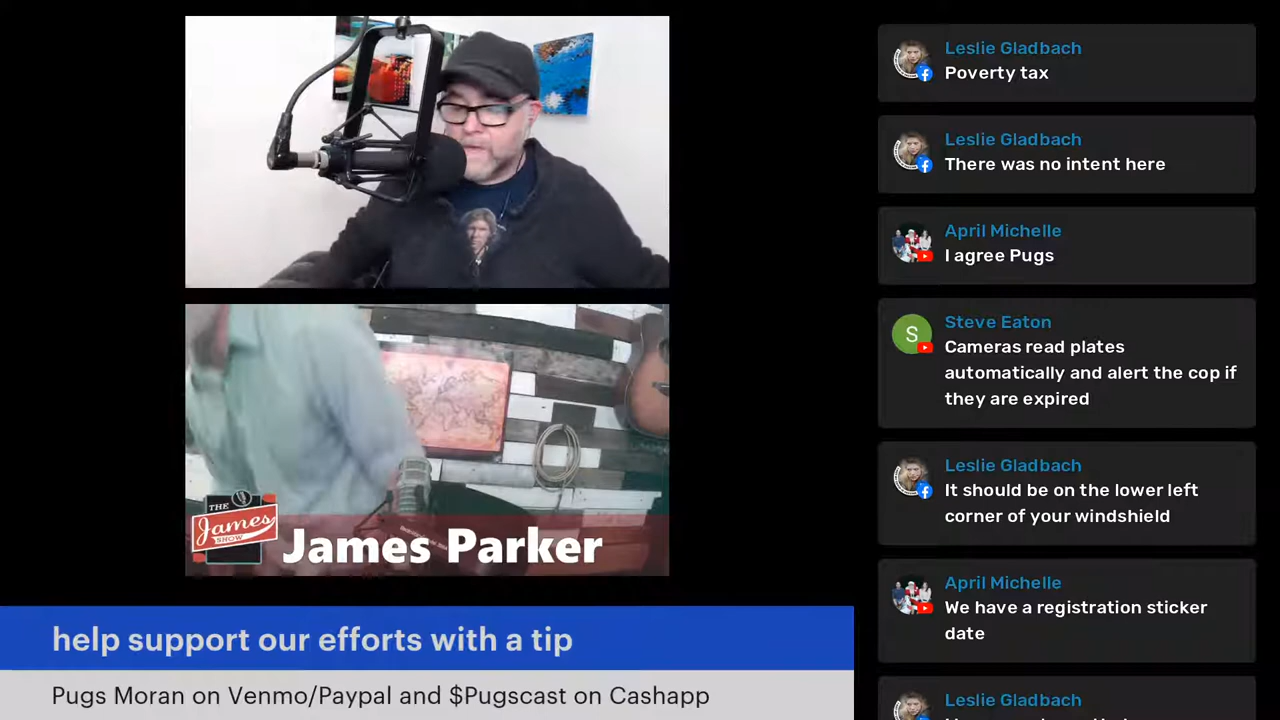 Leslie Gladbach
Poverty tax
Leslie Gladbach
There was no intent here
April Michelle
I agree Pugs
S
Steve Eaton
Cameras read plates
automatically and alert the cop if
they are expired
Leslie Gladbach
It should be on the lower left
corner of your windshield
April Michelle
We have a registration sticker
date
Leslie Gladbach
THE
James
SHOW
James Parker
help support our efforts with a tip
Pugs Moran on Venmo/Paypal and $Pugscast on Cashapp